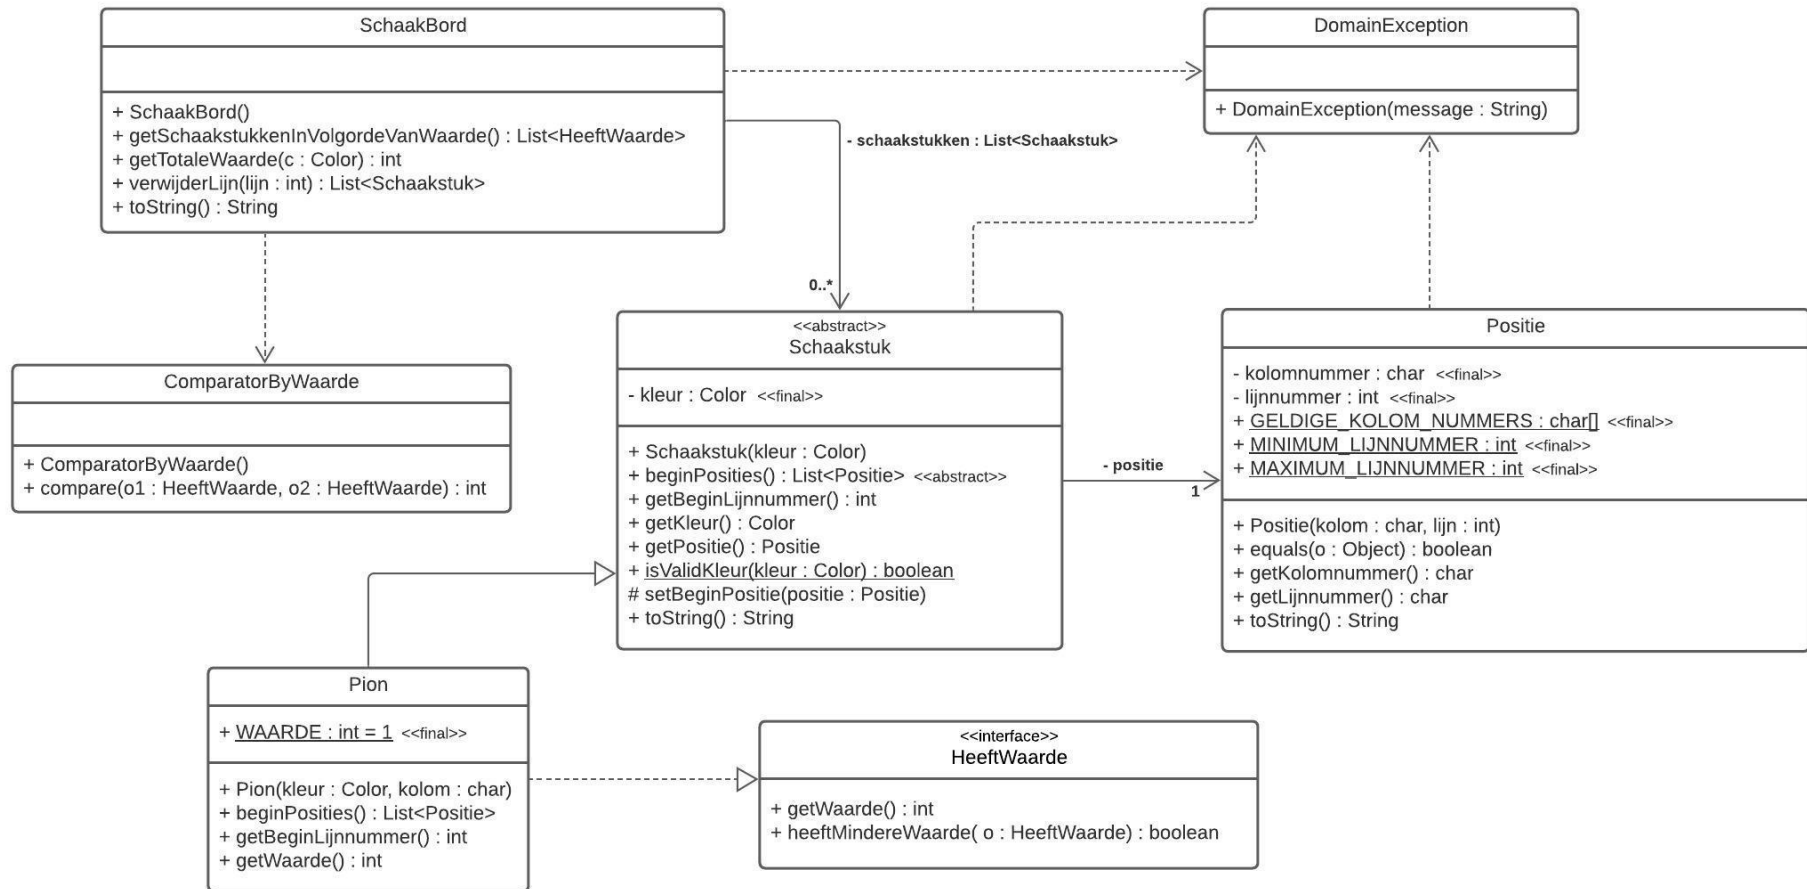 SchaakBord
+ SchaakBord()
+ getSchaakstukkenInVolgordeVanWaarde() : List<HeeftWaarde>
+ getTotaleWaarde(c : Color) : int
+ verwijderLijn(lijn : int) : List<Schaakstuk>
+ toString() : String
DomainException
+ DomainException(message : String)
- schaakstukken : List<Schaakstuk>
0..*
ComparatorByWaarde
+ ComparatorByWaarde()
+ compare(o1 : HeeftWaarde, o2 : HeeftWaarde) : int
<<abstract>>
Schaakstuk
- kleur : Color <<final>>
+ Schaakstuk(kleur : Color)
+ beginPosities() : List<Positie> <<abstract>>
+ getBeginLijnnummer() : int
+ getKleur() : Color
+ getPositie() : Positie
+ isValidKleur(kleur : Color) : boolean
# setBeginPositie(positie : Positie)
+ toString() : String
- positie
1
Positie
- kolomnummer : char <<final>>
- lijnnummer : int <<final>>
+ GELDIGE_KOLOM_NUMMERS : char[] <<final>>
+ MINIMUM_LIJNNUMMER : int <<final>>
+ MAXIMUM_LIJNNUMMER : int <<final>>
+ Positie(kolom : char, lijn : int)
+ equals(o : Object) : boolean
+ getKolomnummer() : char
+ getLijnnummer() : char
+ toString() : String
Pion
+ WAARDE : int = 1 <<final>>
+ Pion(kleur : Color, kolom : char)
+ beginPosities() : List<Positie>
+ getBeginLijnnummer() : int
+ getWaarde() : int
<<interface>>
HeeftWaarde
+ getWaarde() : int
+ heeftMindereWaarde( o : HeeftWaarde) : boolean